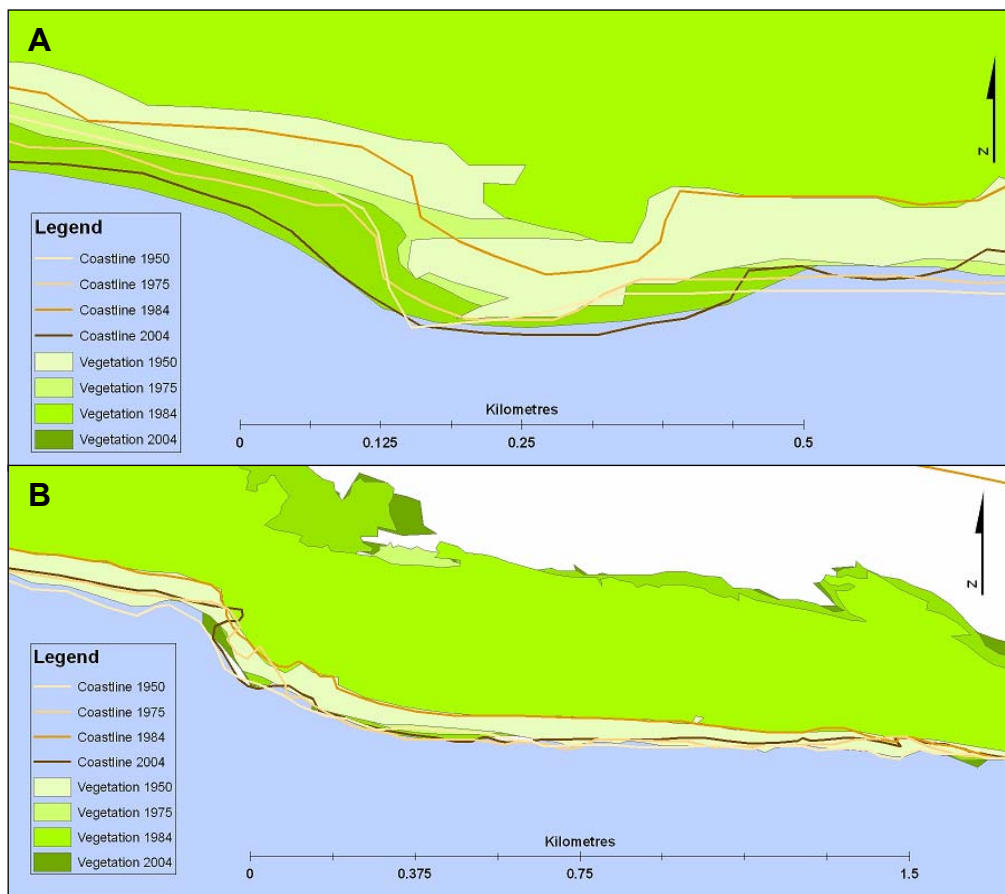 A
N
Legend
Coastline 1950
Coastline 1975
Coastline 1984
Coastline 2004
Vegetation 1950
Vegetation 1975
Vegetation 1984
Vegetation 2004
Kilometres
0 0.125 0.25 0.5
B
N
Legend
Coastline 1950
Coastline 1975
Coastline 1984
Coastline 2004
Vegetation 1950
Vegetation 1975
Vegetation 1984
Vegetation 2004
Kilometres
0 0.375 0.75 1.5